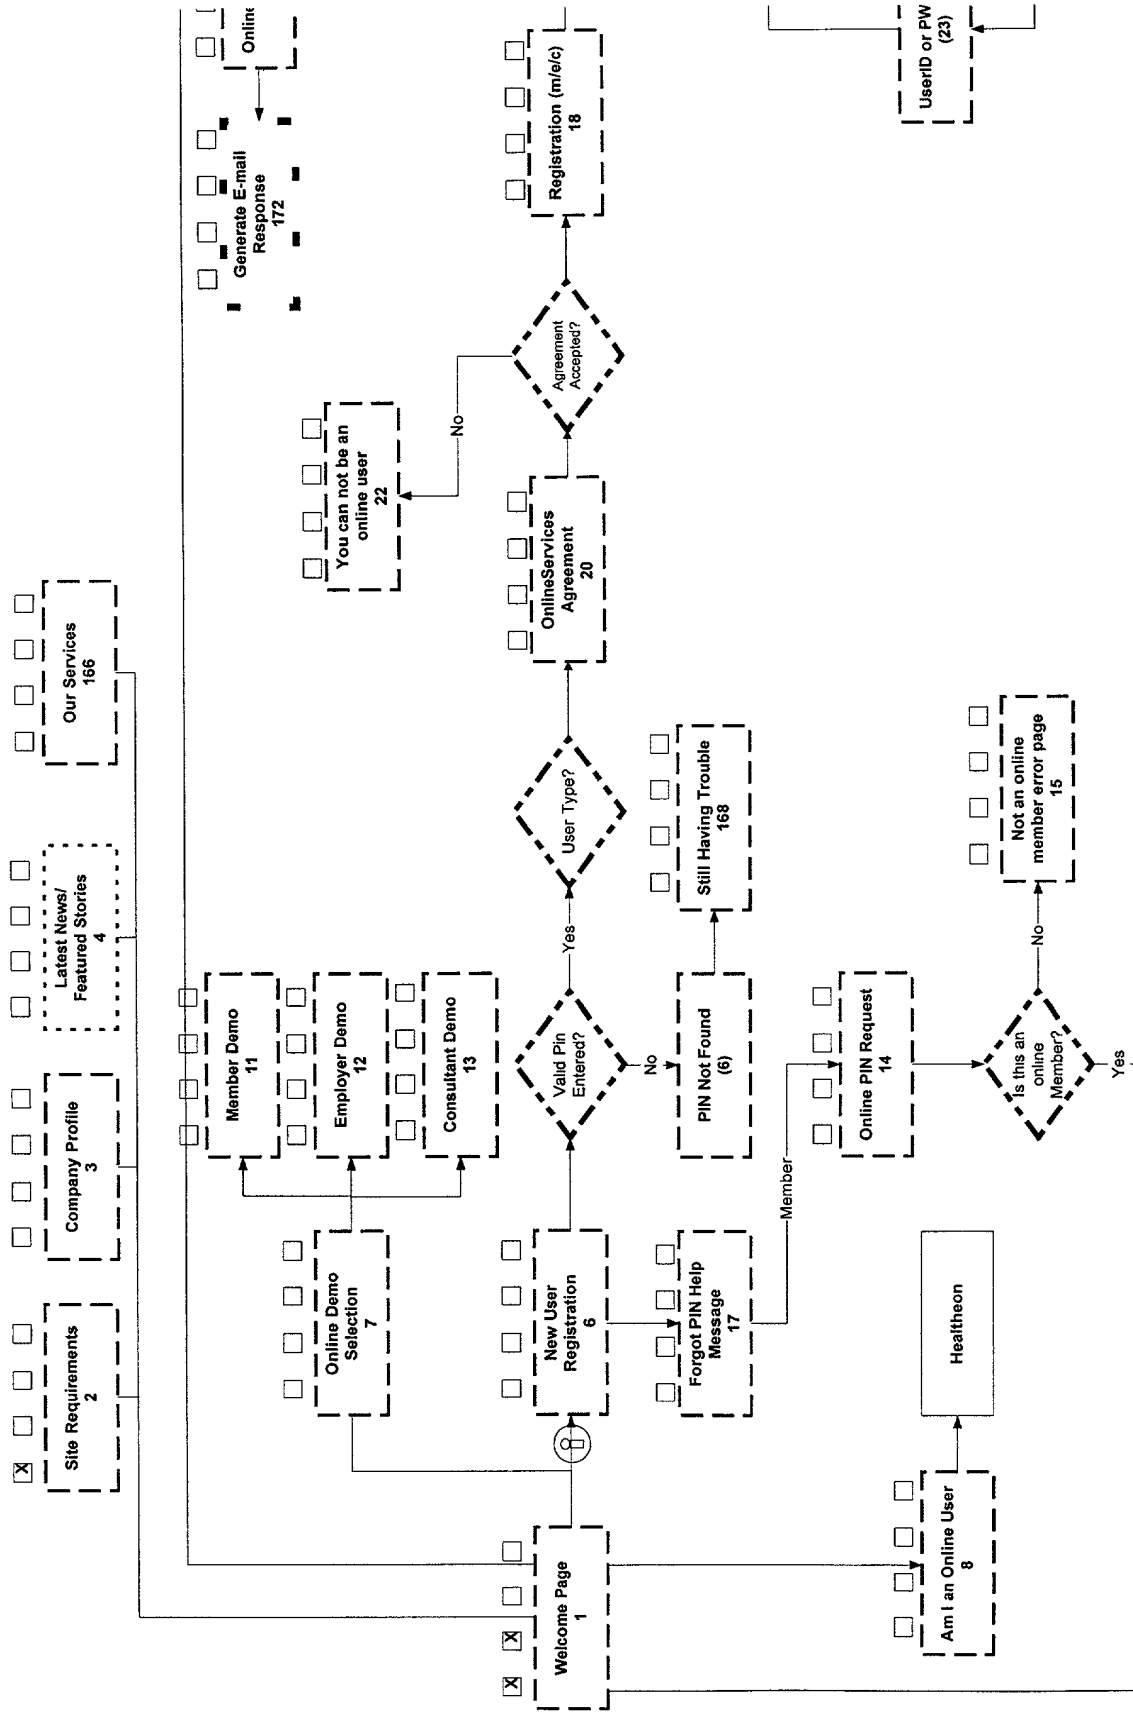 Site Requirements
2
Company Profile
3
Latest News/
Featured Stories
4
Our Services
166
Member Demo
11
Employer Demo
12
Consultant Demo
13
Online Demo
Selection
7
You can not be an
online user
22
Generate E-mail
Response
172
Online
No
Welcome Page
1
New User
Registration
6
Valid Pin
Entered?
Yes
User Type?
OnlineServices
Agreement
20
Agreement
Accepted?
Registration (m/e/c)
18
No
Forgot PIN Help
Message
17
PIN Not Found
(6)
Still Having Trouble
168
Member
Online PIN Request
14
Am I an Online User
8
Healtheon
Is this an
online
Member?
No
Not an online
member error page
15
Yes
UserID or PW
(23)
X
X
X